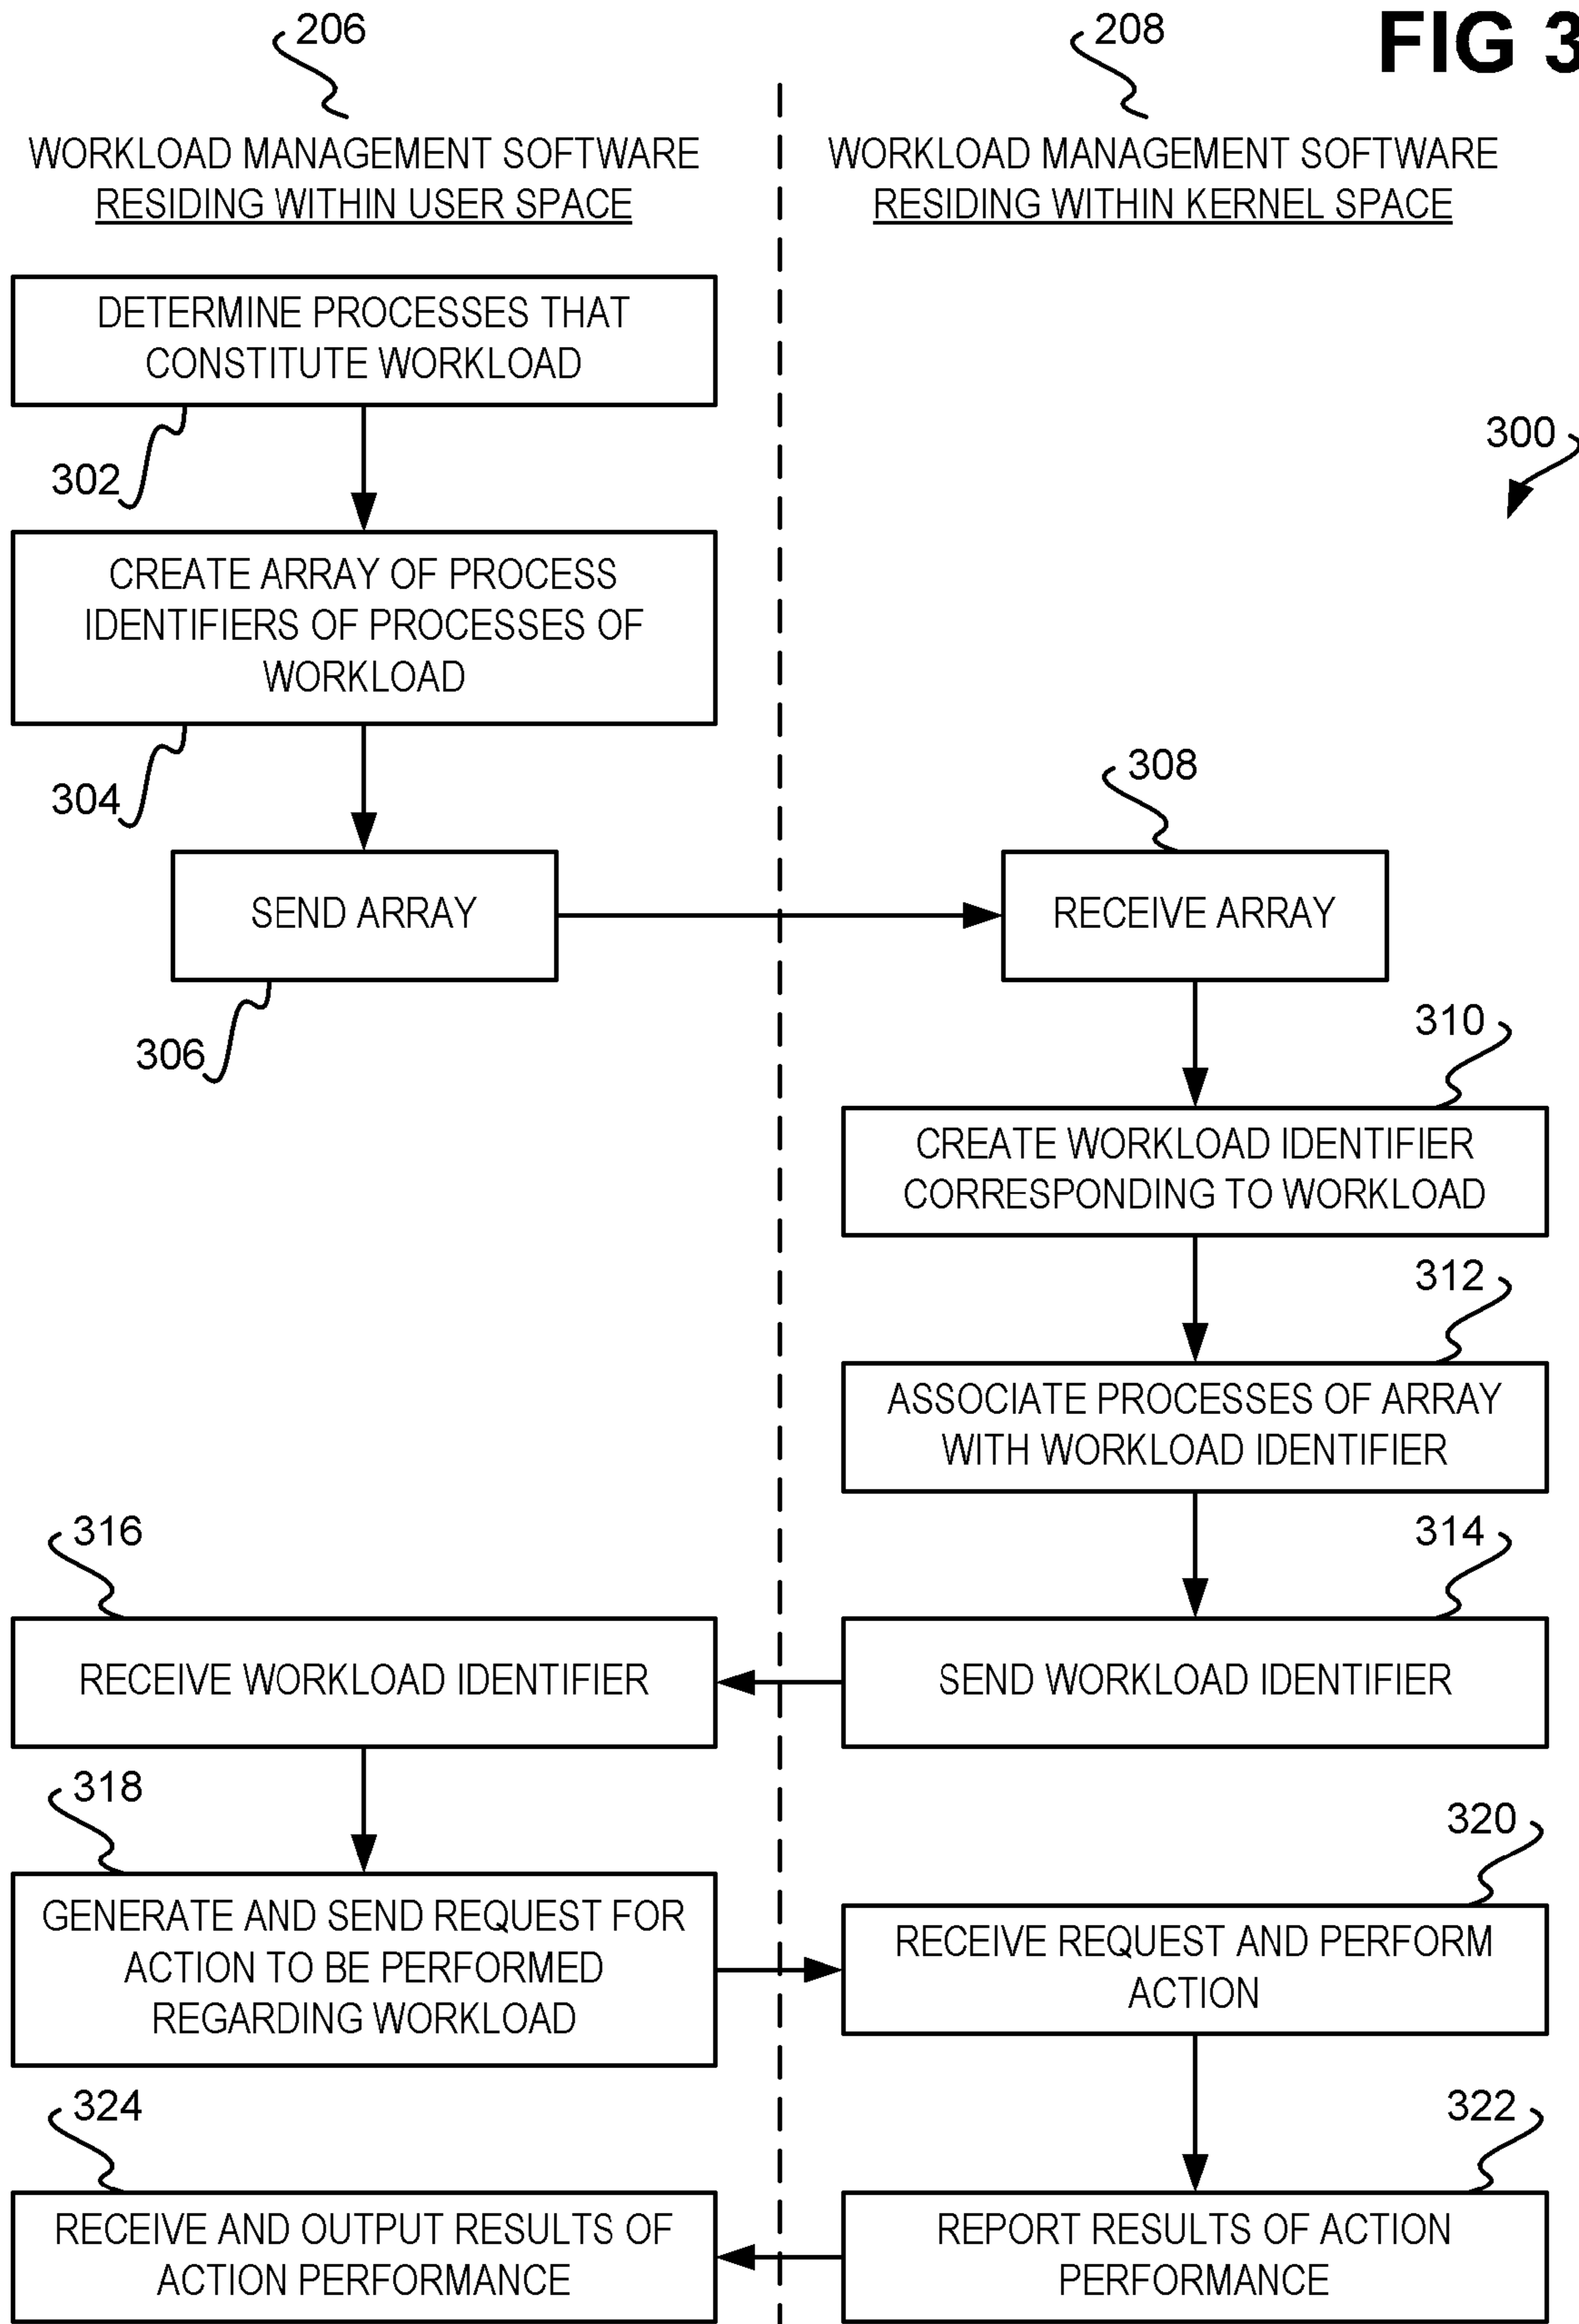 206
208
FIG 3
WORKLOAD MANAGEMENT SOFTWARE
RESIDING WITHIN USER SPACE
WORKLOAD MANAGEMENT SOFTWARE
RESIDING WITHIN KERNEL SPACE
DETERMINE PROCESSES THAT
CONSTITUTE WORKLOAD
302
300
CREATE ARRAY OF PROCESS
IDENTIFIERS OF PROCESSES OF
WORKLOAD
304
308
SEND ARRAY
RECEIVE ARRAY
306
310
CREATE WORKLOAD IDENTIFIER
CORRESPONDING TO WORKLOAD
312
ASSOCIATE PROCESSES OF ARRAY
WITH WORKLOAD IDENTIFIER
316
314
RECEIVE WORKLOAD IDENTIFIER
SEND WORKLOAD IDENTIFIER
318
320
GENERATE AND SEND REQUEST FOR
ACTION TO BE PERFORMED
REGARDING WORKLOAD
RECEIVE REQUEST AND PERFORM
ACTION
324
322
RECEIVE AND OUTPUT RESULTS OF
ACTION PERFORMANCE
REPORT RESULTS OF ACTION
PERFORMANCE